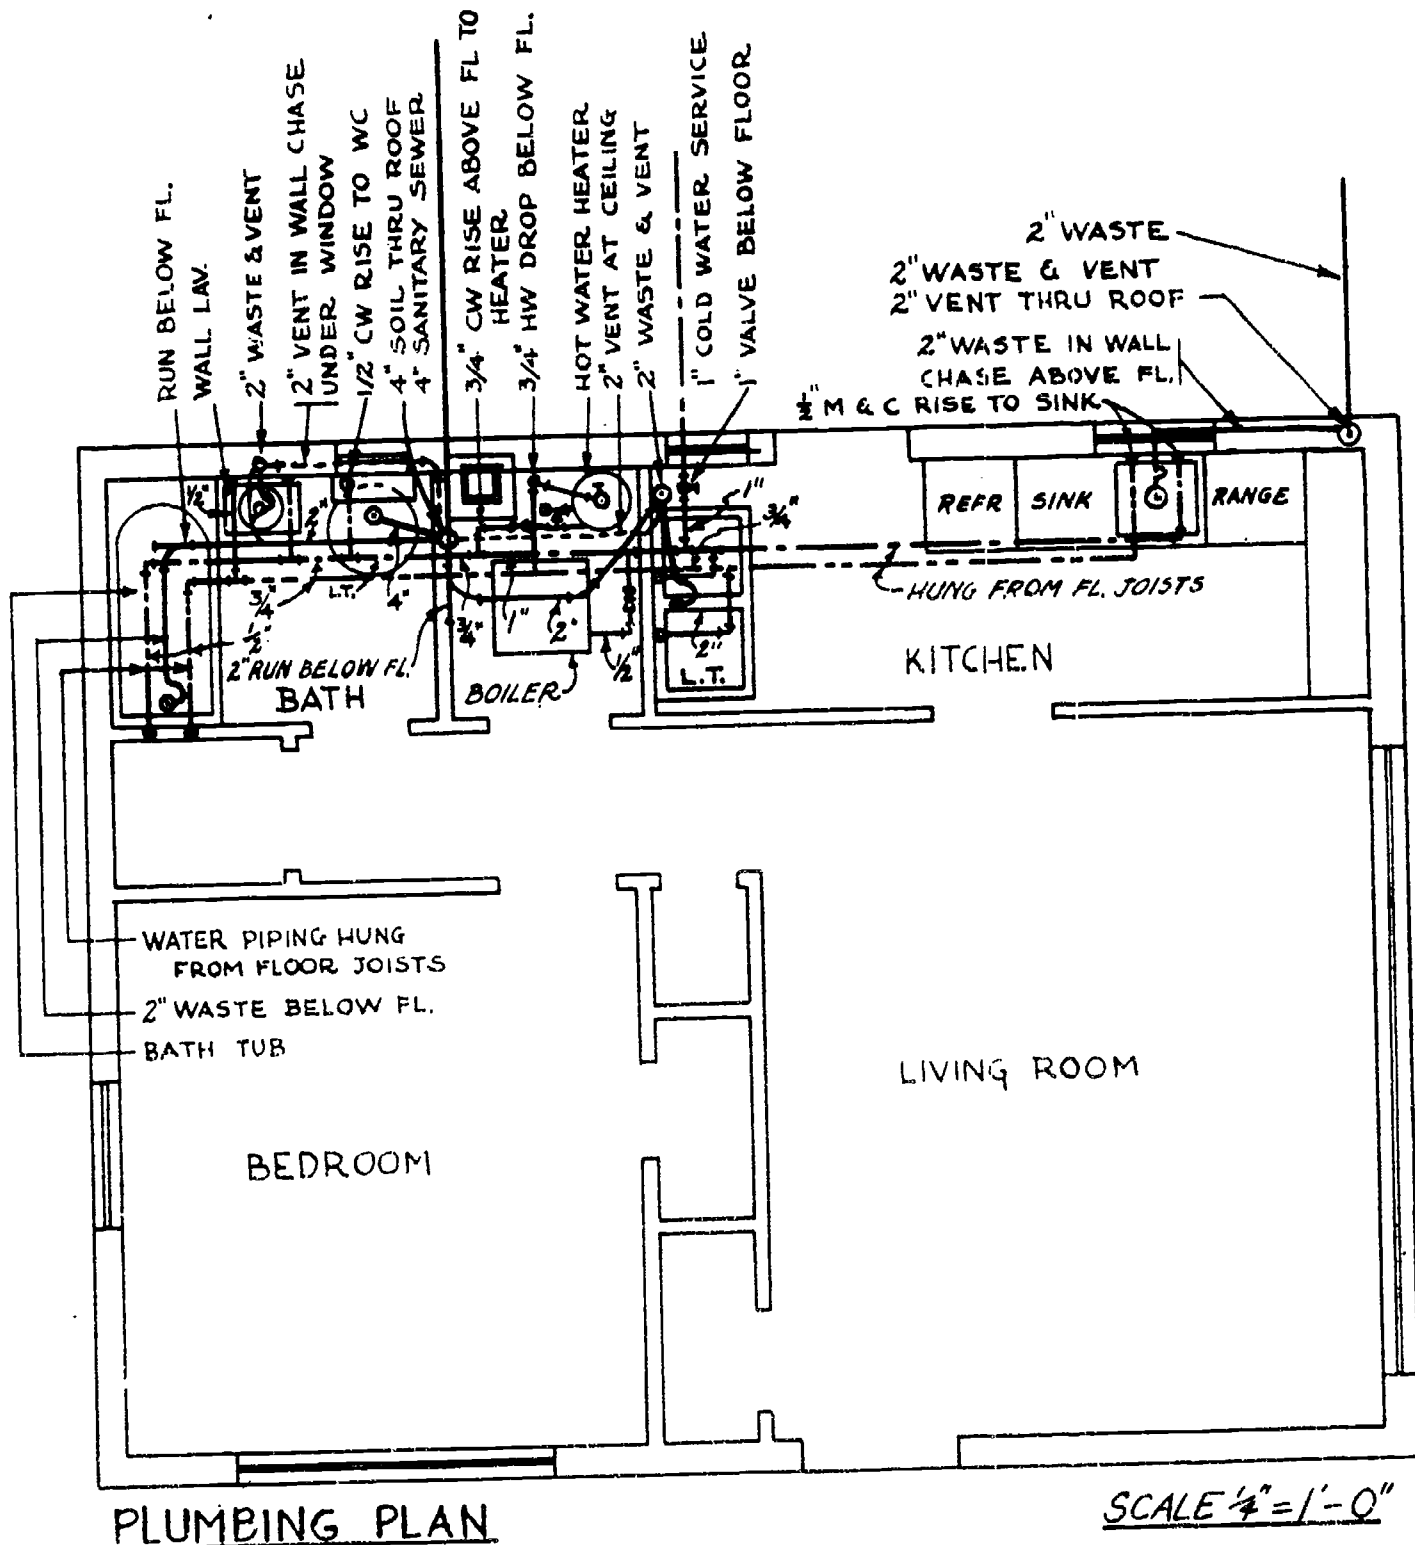 RUN BELOW FL.
WALL LAV.
2" WASTE & VENT
2" VENT IN WALL CHASE
UNDER WINDOW
1/2" CW RISE TO WC
4" SOIL THRU ROOF
4" SANITARY SEWER
3/4" CW RISE ABOVE FL TO
HEATER
3/4" HW DROP BELOW FL.
HOT WATER HEATER
2" VENT AT CEILING
2" WASTE & VENT
1" COLD WATER SERVICE
1" VALVE BELOW FLOOR
2" WASTE
2" WASTE & VENT
2" VENT THRU ROOF
2" WASTE IN WALL
CHASE ABOVE FL.
1/2" M & C RISE TO SINK
1/2"
2"
2"
1"
3/4"
REFR
SINK
RANGE
3/4"
L.T.
4"
3/4"
1"
2"
HUNG FROM FL. JOISTS
1/2"
2" RUN BELOW FL.
1/2"
2"
L.T.
BATH
BOILER
KITCHEN
WATER PIPING HUNG
FROM FLOOR JOISTS
2" WASTE BELOW FL.
BATH TUB
LIVING ROOM
BEDROOM
PLUMBING PLAN
SCALE 1/4" = 1'-0"